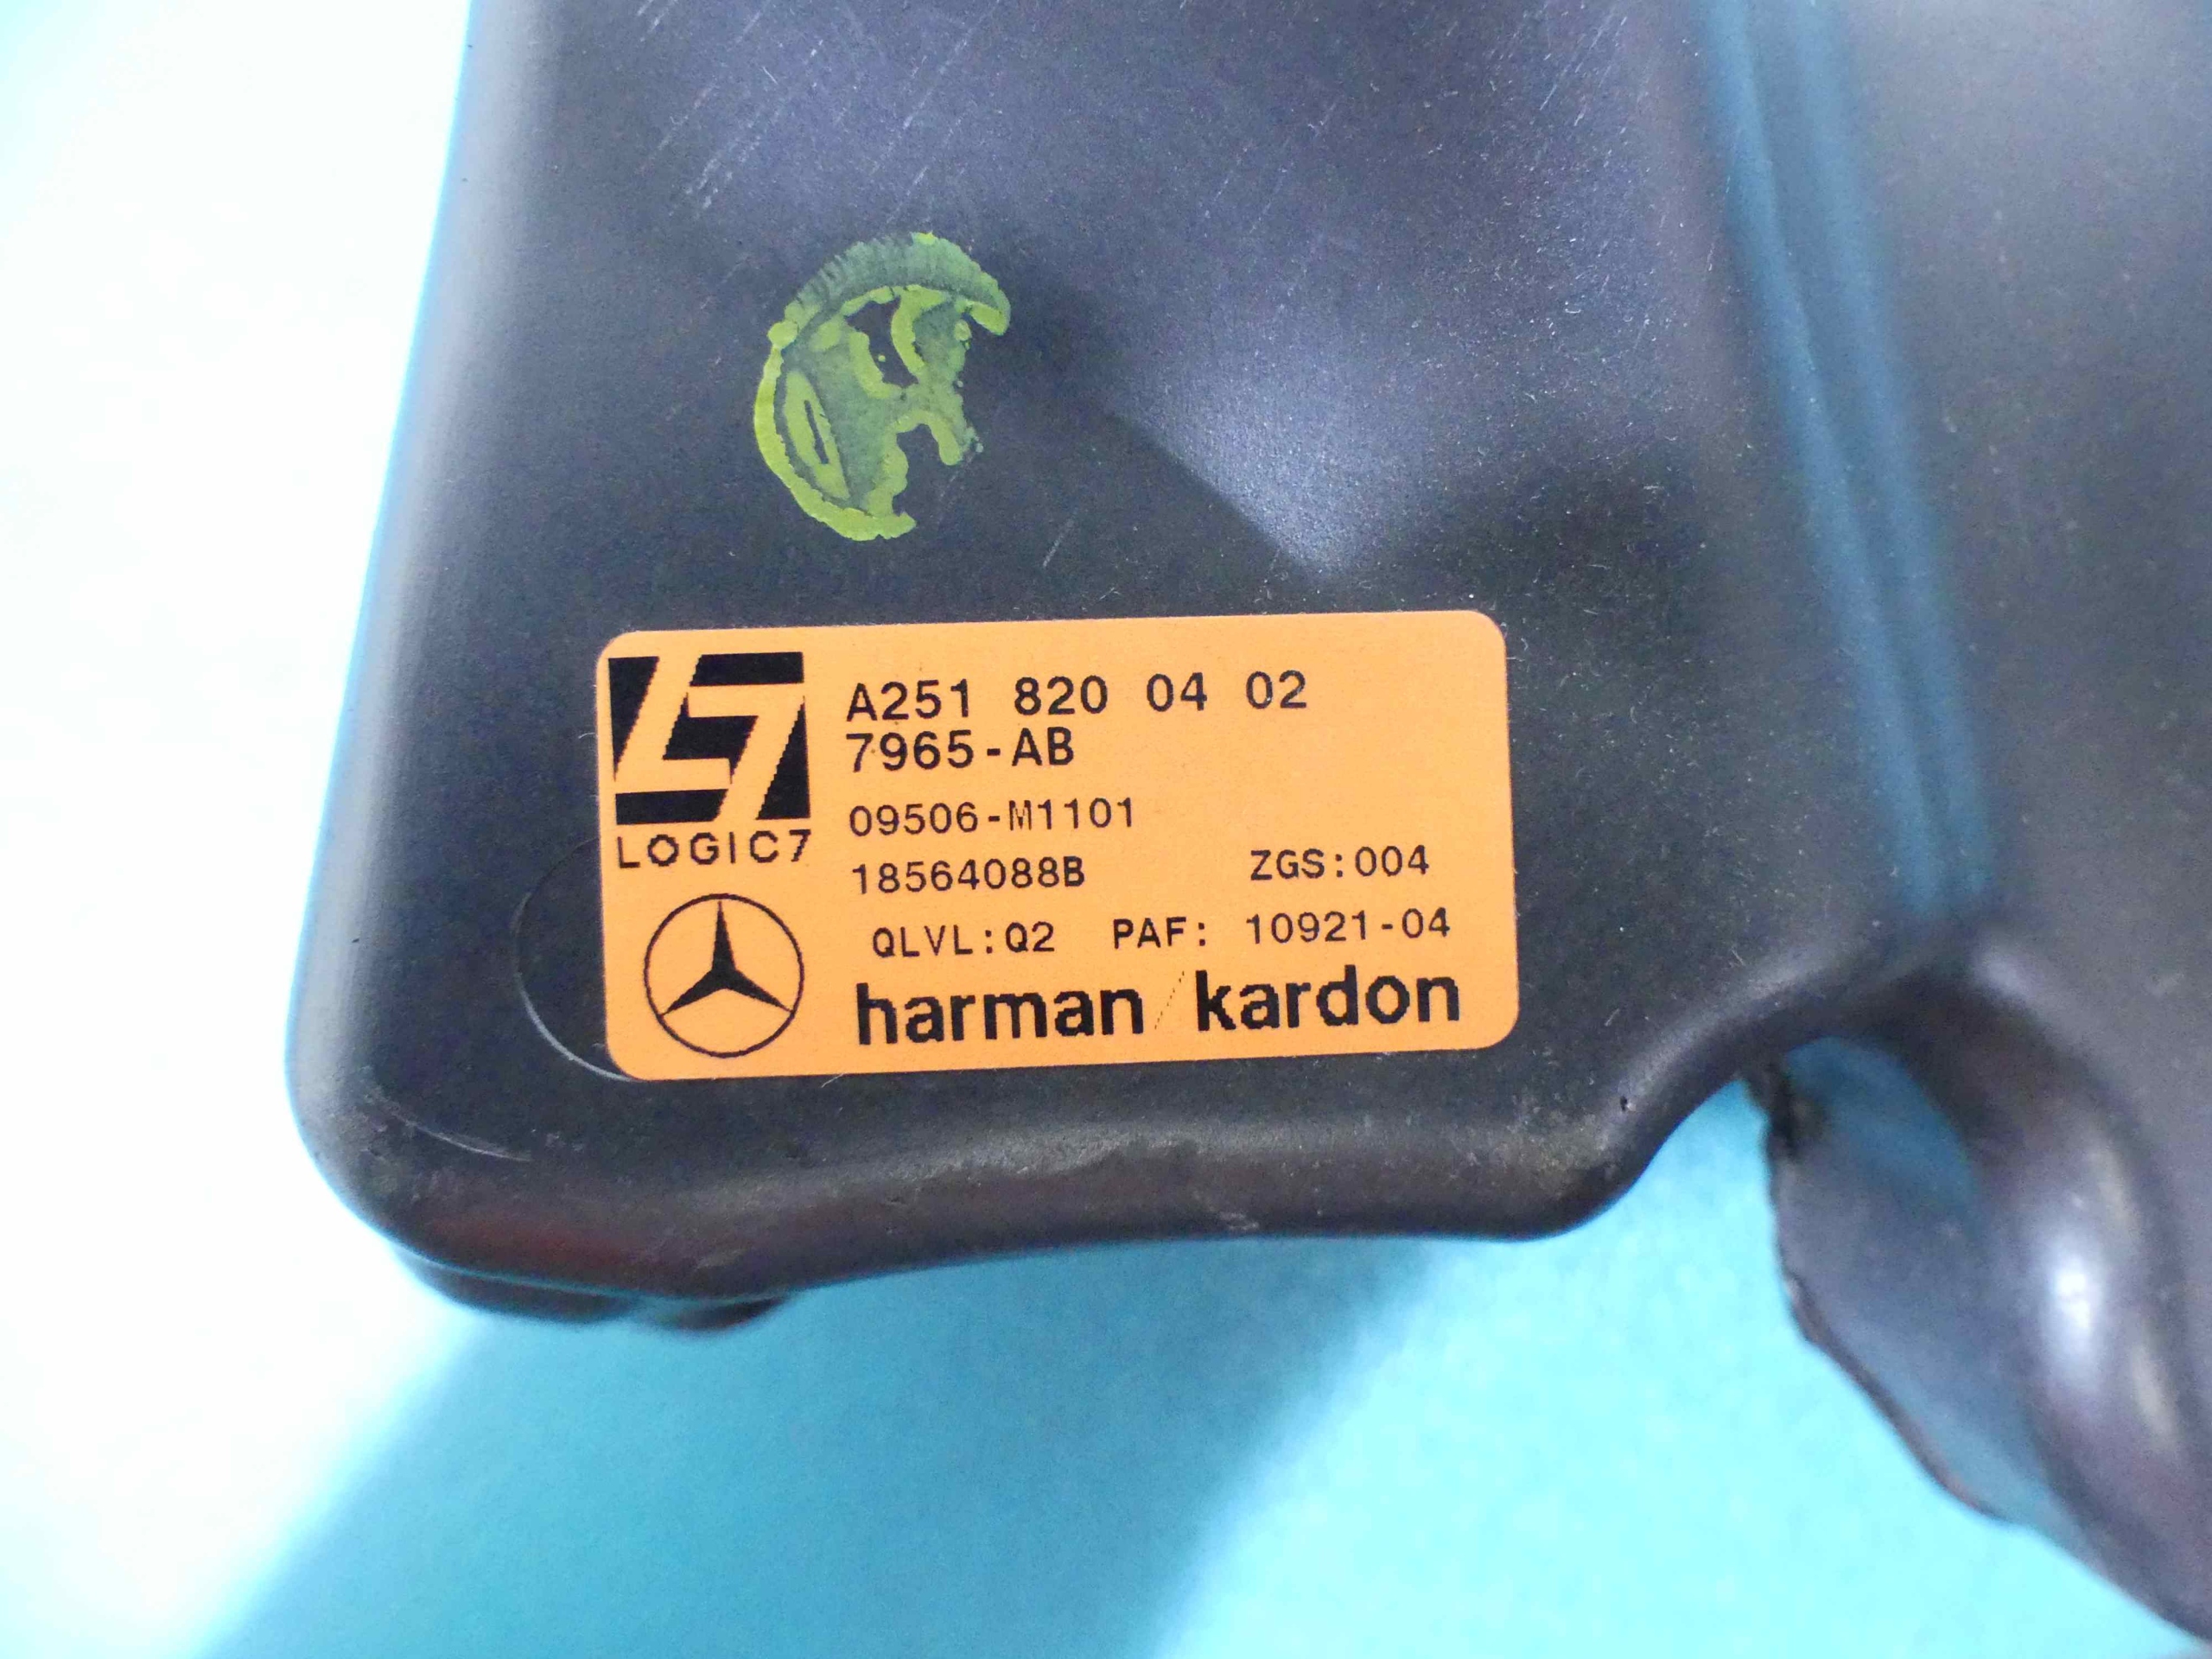 A251 820 04 02
7965-AB
09506-M1101
LOGIC7
18564088B ZGS:004
QLVL:Q2 PAF: 10921-04
harman/kardon